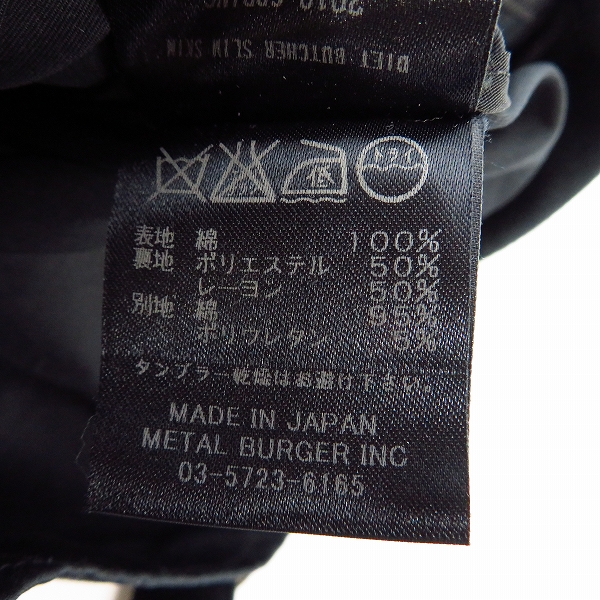 DIET BUTCHER SLIM SKIN
低 ドライ
表地 綿 100%
裏地 ポリエステル 50%
レーヨン 50%
別地 綿 95%
ポリウレタン 5%
タンブラー乾燥はお避け下さい。
MADE IN JAPAN
METAL BURGER INC
03-5723-6165